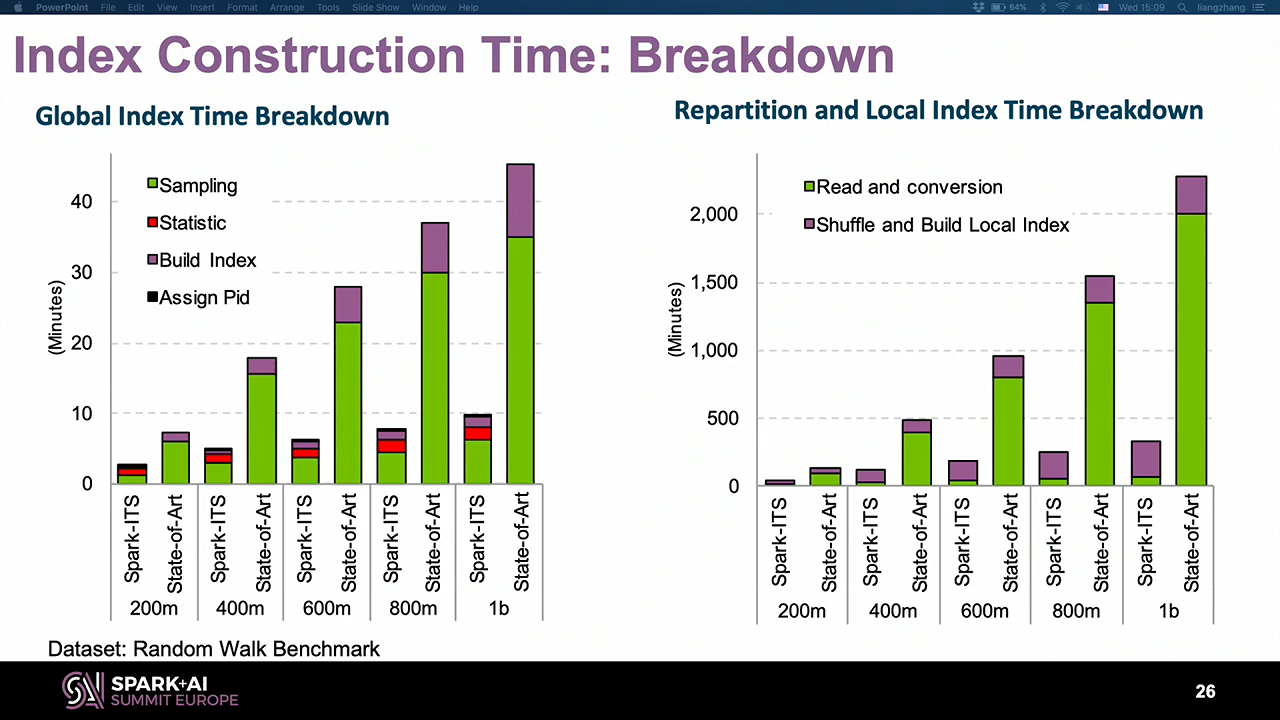 PowerPoint File Edit View Insert Format Arrange Tools Slide Show Window Help 64% Wed 15:09 liangzhang
Index Construction Time: Breakdown
Global Index Time Breakdown
Sampling
Statistic
Build Index
Assign Pid
40
30
20
10
0
(Minutes)
Spark-ITS
State-of-Art
Spark-ITS
State-of-Art
Spark-ITS
State-of-Art
Spark-ITS
State-of-Art
Spark-ITS
State-of-Art
200m 400m 600m 800m 1b
Dataset: Random Walk Benchmark
Repartition and Local Index Time Breakdown
Read and conversion
Shuffle and Build Local Index
2,000
1,500
1,000
500
0
(Minutes)
Spark-ITS
State-of-Art
Spark-ITS
State-of-Art
Spark-ITS
State-of-Art
Spark-ITS
State-of-Art
Spark-ITS
State-of-Art
200m 400m 600m 800m 1b
SPARK+AI
SUMMIT EUROPE
26